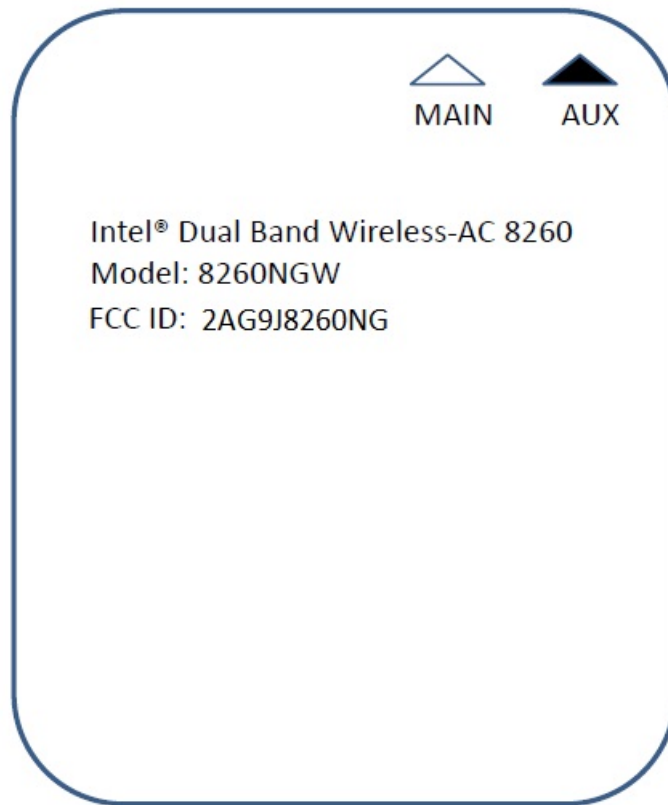 MAIN AUX
Intel® Dual Band Wireless-AC 8260
Model: 8260NGW
FCC ID: 2AG9J8260NG